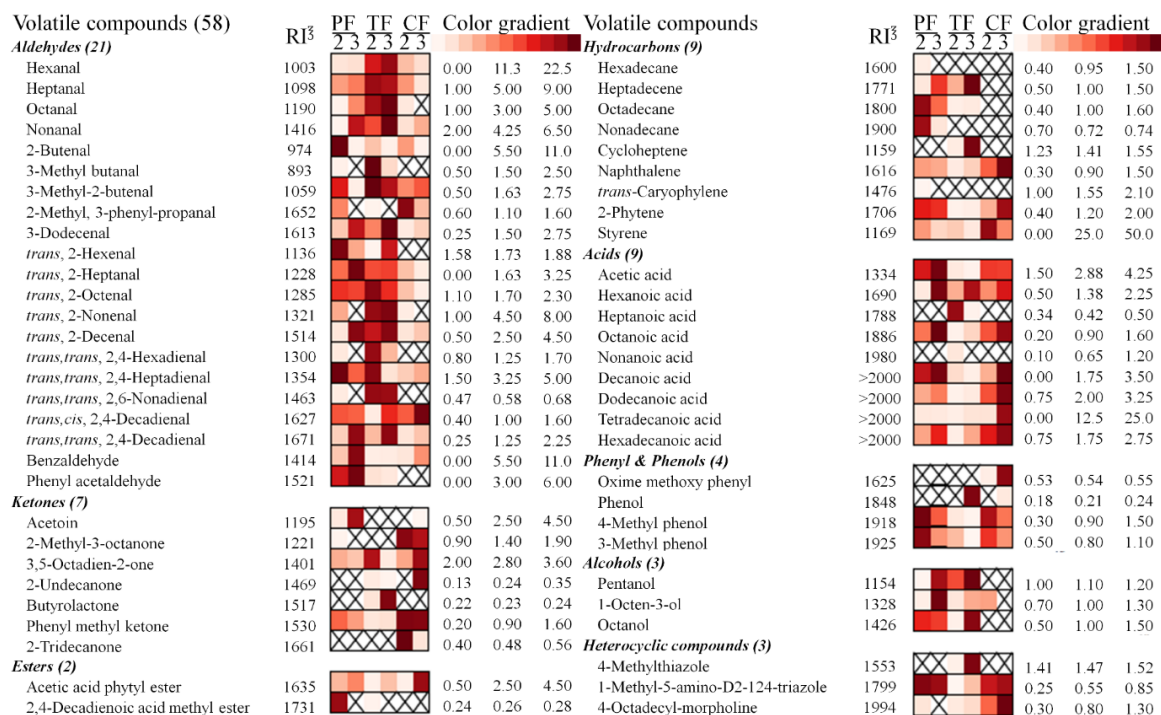 Volatile compounds (58) RIᶾ PF TF CF Color gradient
2 3 2 3 2 3
Aldehydes (21)
Hexanal 1003 0.00 11.3 22.5
Heptanal 1098 1.00 5.00 9.00
Octanal 1190 1.00 3.00 5.00
Nonanal 1416 2.00 4.25 6.50
2-Butenal 974 0.00 5.50 11.0
3-Methyl butanal 893 0.50 1.50 2.50
3-Methyl-2-butenal 1059 0.50 1.63 2.75
2-Methyl, 3-phenyl-propanal 1652 0.60 1.10 1.60
3-Dodecenal 1613 0.25 1.50 2.75
trans, 2-Hexenal 1136 1.58 1.73 1.88
trans, 2-Heptanal 1228 0.00 1.63 3.25
trans, 2-Octenal 1285 1.10 1.70 2.30
trans, 2-Nonenal 1321 1.00 4.50 8.00
trans, 2-Decenal 1514 0.50 2.50 4.50
trans,trans, 2,4-Hexadienal 1300 0.80 1.25 1.70
trans,trans, 2,4-Heptadienal 1354 1.50 3.25 5.00
trans,trans, 2,6-Nonadienal 1463 0.47 0.58 0.68
trans,cis, 2,4-Decadienal 1627 0.40 1.00 1.60
trans,trans, 2,4-Decadienal 1671 0.25 1.25 2.25
Benzaldehyde 1414 0.00 5.50 11.0
Phenyl acetaldehyde 1521 0.00 3.00 6.00
Ketones (7)
Acetoin 1195 0.50 2.50 4.50
2-Methyl-3-octanone 1221 0.90 1.40 1.90
3,5-Octadien-2-one 1401 2.00 2.80 3.60
2-Undecanone 1469 0.13 0.24 0.35
Butyrolactone 1517 0.22 0.23 0.24
Phenyl methyl ketone 1530 0.20 0.90 1.60
2-Tridecanone 1661 0.40 0.48 0.56
Esters (2)
Acetic acid phytyl ester 1635 0.50 2.50 4.50
2,4-Decadienoic acid methyl ester 1731 0.24 0.26 0.28
Volatile compounds RIᶾ PF TF CF Color gradient
2 3 2 3 2 3
Hydrocarbons (9)
Hexadecane 1600 0.40 0.95 1.50
Heptadecene 1771 0.50 1.00 1.50
Octadecane 1800 0.40 1.00 1.60
Nonadecane 1900 0.70 0.72 0.74
Cycloheptene 1159 1.23 1.41 1.55
Naphthalene 1616 0.30 0.90 1.50
trans-Caryophylene 1476 1.00 1.55 2.10
2-Phytene 1706 0.40 1.20 2.00
Styrene 1169 0.00 25.0 50.0
Acids (9)
Acetic acid 1334 1.50 2.88 4.25
Hexanoic acid 1690 0.50 1.38 2.25
Heptanoic acid 1788 0.34 0.42 0.50
Octanoic acid 1886 0.20 0.90 1.60
Nonanoic acid 1980 0.10 0.65 1.20
Decanoic acid >2000 0.00 1.75 3.50
Dodecanoic acid >2000 0.75 2.00 3.25
Tetradecanoic acid >2000 0.00 12.5 25.0
Hexadecanoic acid >2000 0.75 1.75 2.75
Phenyl & Phenols (4)
Oxime methoxy phenyl 1625 0.53 0.54 0.55
Phenol 1848 0.18 0.21 0.24
4-Methyl phenol 1918 0.30 0.90 1.50
3-Methyl phenol 1925 0.50 0.80 1.10
Alcohols (3)
Pentanol 1154 1.00 1.10 1.20
1-Octen-3-ol 1328 0.70 1.00 1.30
Octanol 1426 0.50 1.00 1.50
Heterocyclic compounds (3)
4-Methylthiazole 1553 1.41 1.47 1.52
1-Methyl-5-amino-D2-124-triazole 1799 0.25 0.55 0.85
4-Octadecyl-morpholine 1994 0.30 0.80 1.30